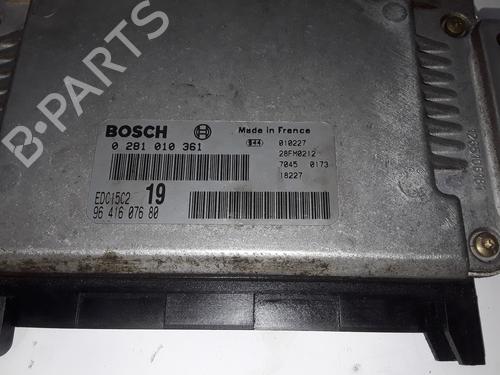 BOSCH
Made in France
0 281 010 361
010227
28FM0212
7045 0173
18227
EDC15C2 19
96 416 076 80
B-PARTS